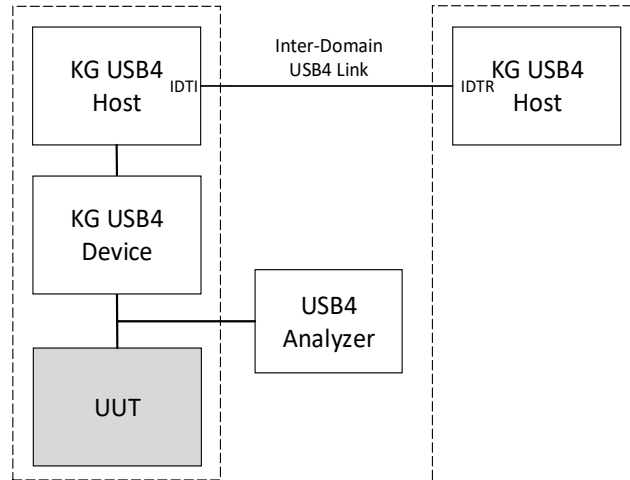 KG USB4
Host
IDTI
Inter-Domain
USB4 Link
IDTR
KG USB4
Host
KG USB4
Device
USB4
Analyzer
UUT